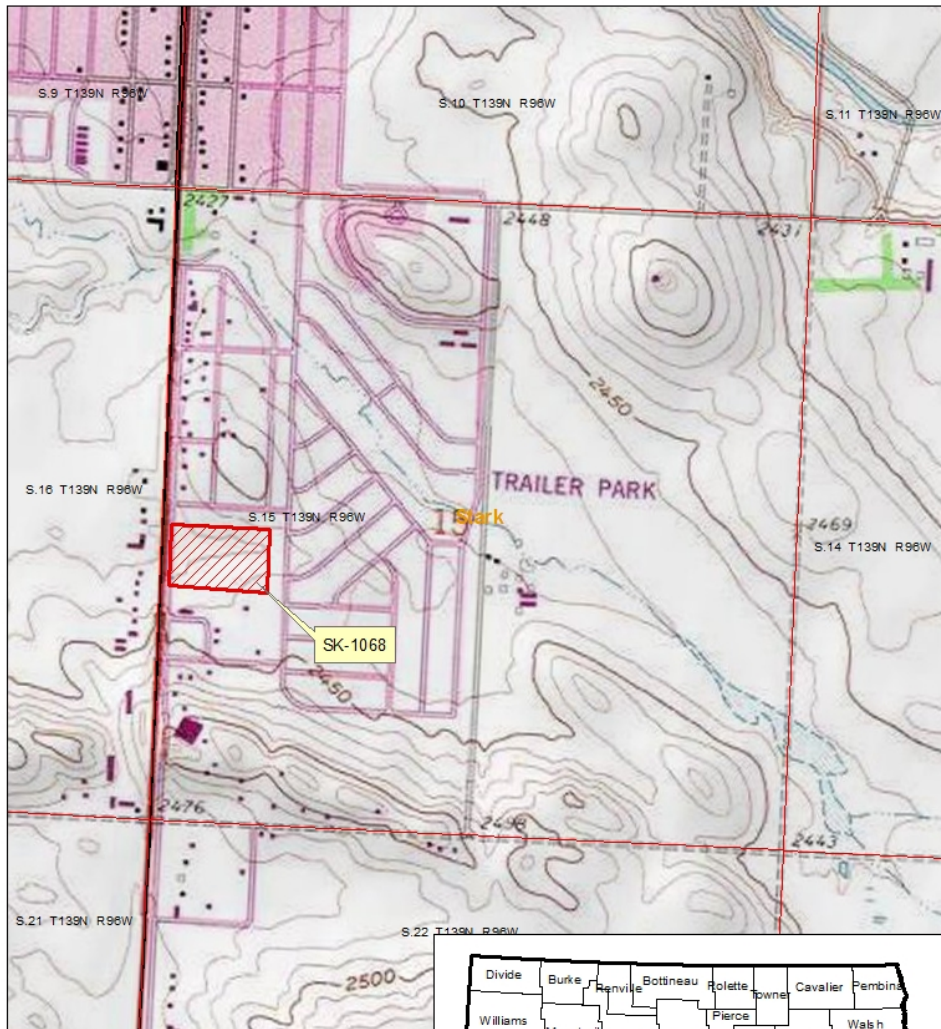 S.9 T139N R96W
S.10 T139N R96W
S.11 T139N R96W
2427
2448
2431
2450
TRAILER PARK
S.16 T139N R96W
S.15 T139N R96W
15
Stark
2469
S.14 T139N R96W
SK-1068
2450
2476
2498
2443
S.21 T139N R96W
S.22 T139N R96W
2500
Divide
Burke
Renville
Bottineau
Rolette
Towner
Cavalier
Pembina
Williams
Pierce
Walsh